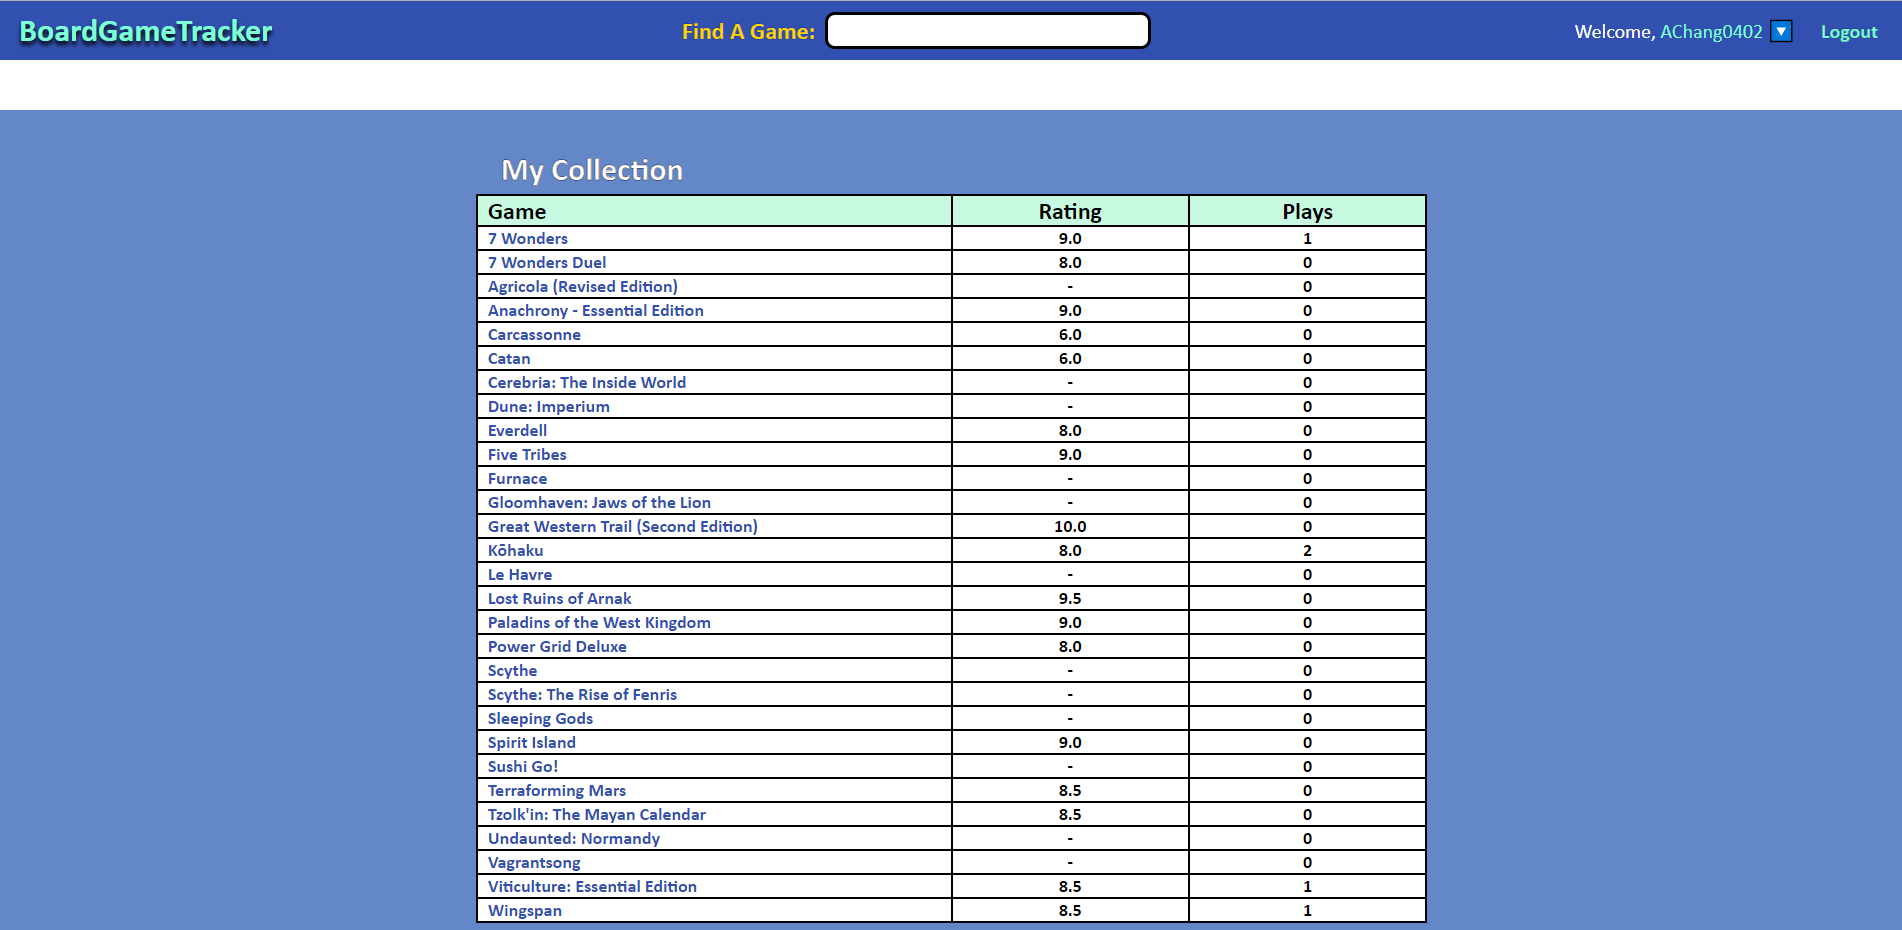 BoardGameTracker Find A Game: Welcome, AChang0402 ▼ Logout
My Collection
Game Rating Plays
7 Wonders 9.0 1
7 Wonders Duel 8.0 0
Agricola (Revised Edition) - 0
Anachrony - Essential Edition 9.0 0
Carcassonne 6.0 0
Catan 6.0 0
Cerebria: The Inside World - 0
Dune: Imperium - 0
Everdell 8.0 0
Five Tribes 9.0 0
Furnace - 0
Gloomhaven: Jaws of the Lion - 0
Great Western Trail (Second Edition) 10.0 0
Kōhaku 8.0 2
Le Havre - 0
Lost Ruins of Arnak 9.5 0
Paladins of the West Kingdom 9.0 0
Power Grid Deluxe 8.0 0
Scythe - 0
Scythe: The Rise of Fenris - 0
Sleeping Gods - 0
Spirit Island 9.0 0
Sushi Go! - 0
Terraforming Mars 8.5 0
Tzolk'in: The Mayan Calendar 8.5 0
Undaunted: Normandy - 0
Vagrantsong - 0
Viticulture: Essential Edition 8.5 1
Wingspan 8.5 1